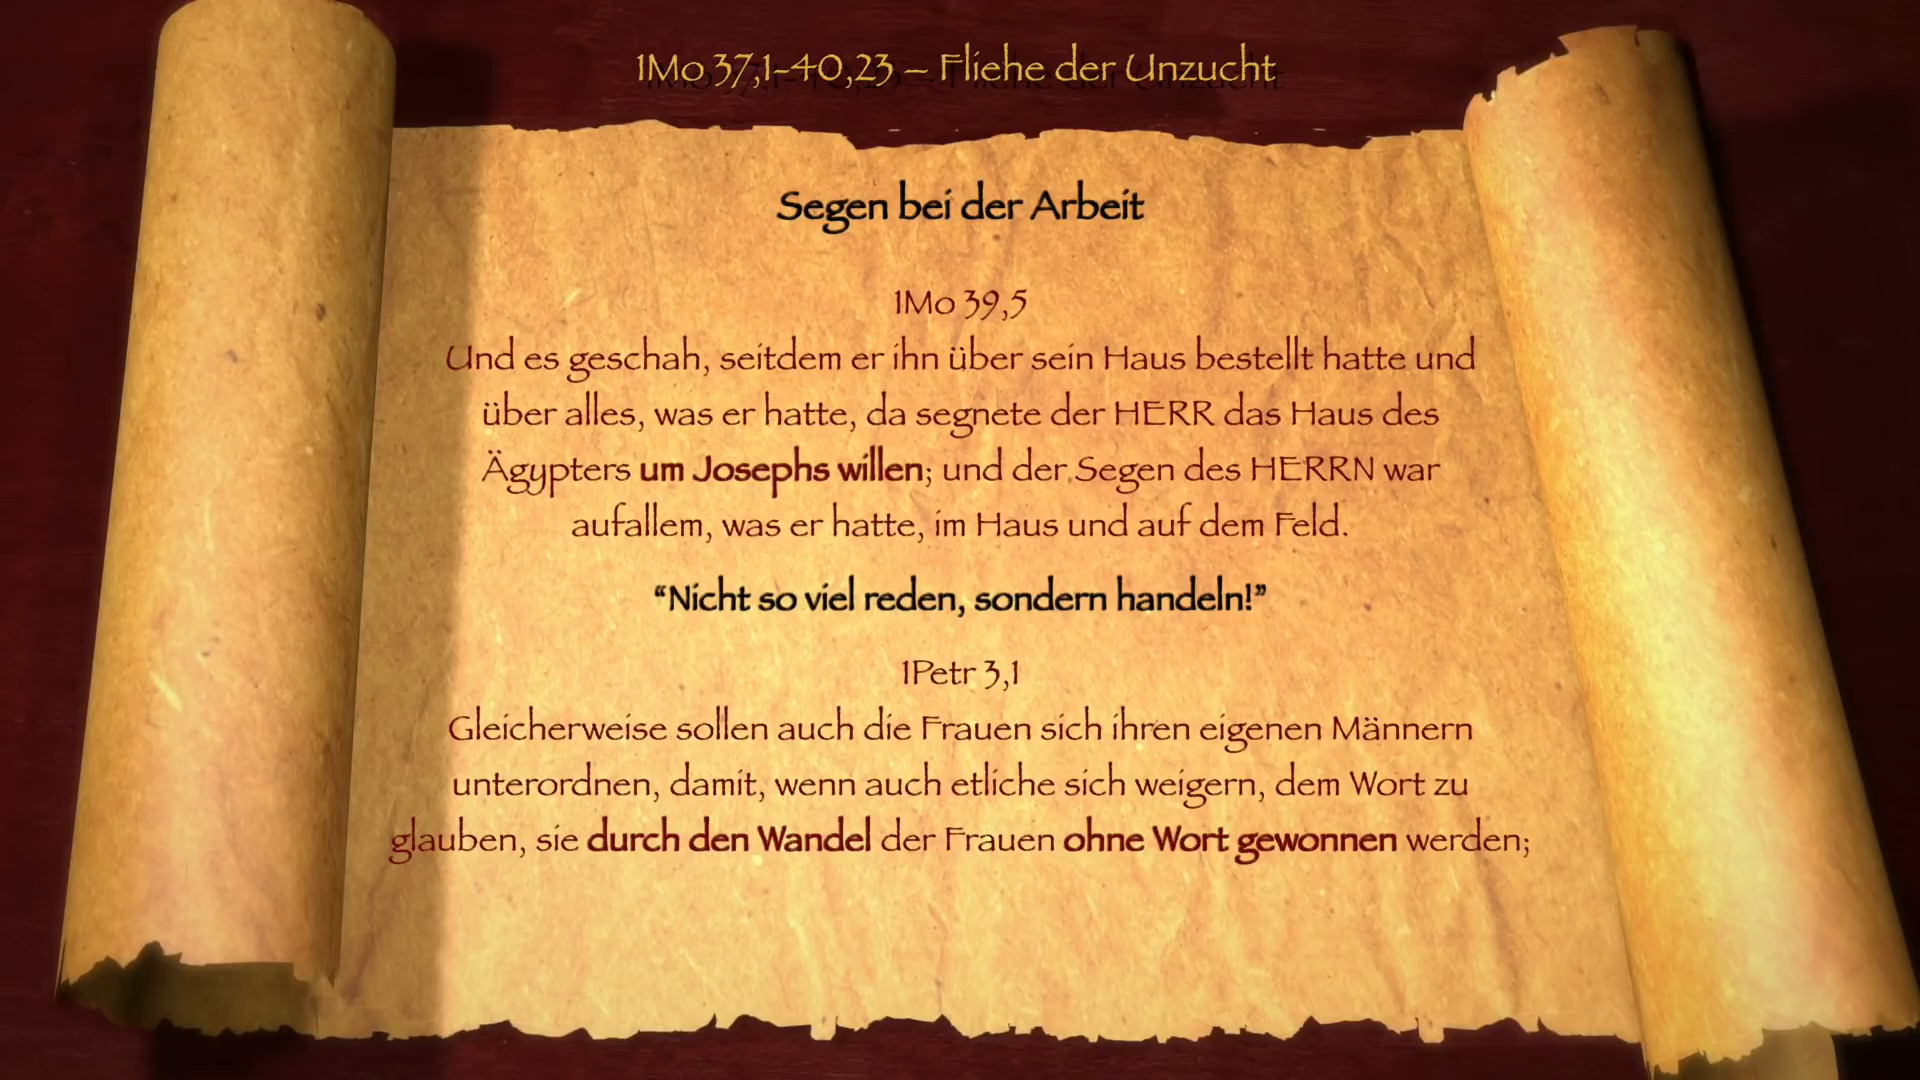 1Mo 37,1-40,23 – Fliehe der Unzucht
Segen bei der Arbeit
1Mo 39,5
Und es geschah, seitdem er ihn über sein Haus bestellt hatte und
über alles, was er hatte, da segnete der HERR das Haus des
Ägypters um Josephs willen; und der Segen des HERRN war
aufallem, was er hatte, im Haus und auf dem Feld.
“Nicht so viel reden, sondern handeln!”
1Petr 3,1
Gleicherweise sollen auch die Frauen sich ihren eigenen Männern
unterordnen, damit, wenn auch etliche sich weigern, dem Wort zu
glauben, sie durch den Wandel der Frauen ohne Wort gewonnen werden;